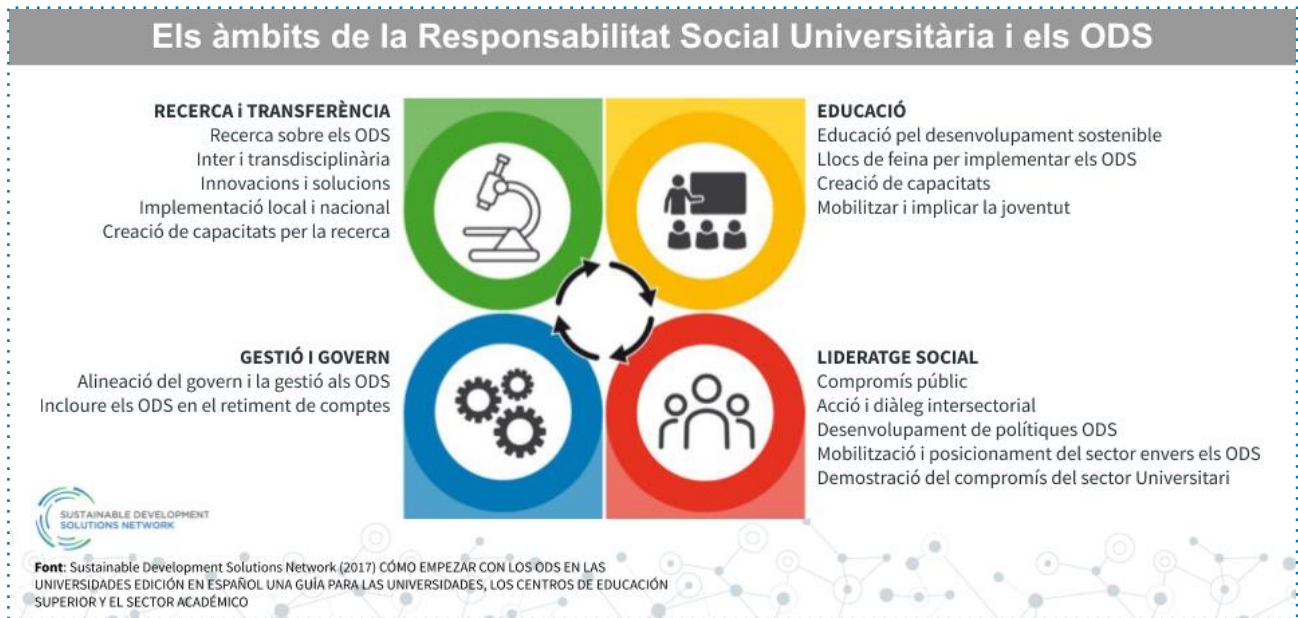 Els àmbits de la Responsabilitat Social Universitària i els ODS
RECERCA i TRANSFERÈNCIA
Recerca sobre els ODS
Inter i transdisciplinària
Innovacions i solucions
Implementació local i nacional
Creació de capacitats per la recerca
EDUCACIÓ
Educació pel desenvolupament sostenible
Llocs de feina per implementar els ODS
Creació de capacitats
Mobilitzar i implicar la joventut
GESTIÓ I GOVERN
Alineació del govern i la gestió als ODS
Incloure els ODS en el retiment de comptes
LIDERATGE SOCIAL
Compromís públic
Acció i diàleg intersectorial
Desenvolupament de polítiques ODS
Mobilització i posicionament del sector envers els ODS
Demostració del compromís del sector Universitari
SUSTAINABLE DEVELOPMENT
SOLUTIONS NETWORK
Font: Sustainable Development Solutions Network (2017) CÓMO EMPEZAR CON LOS ODS EN LAS
UNIVERSIDADES EDICIÓN EN ESPAÑOL UNA GUÍA PARA LAS UNIVERSIDADES, LOS CENTROS DE EDUCACIÓN
SUPERIOR Y EL SECTOR ACADÉMICO